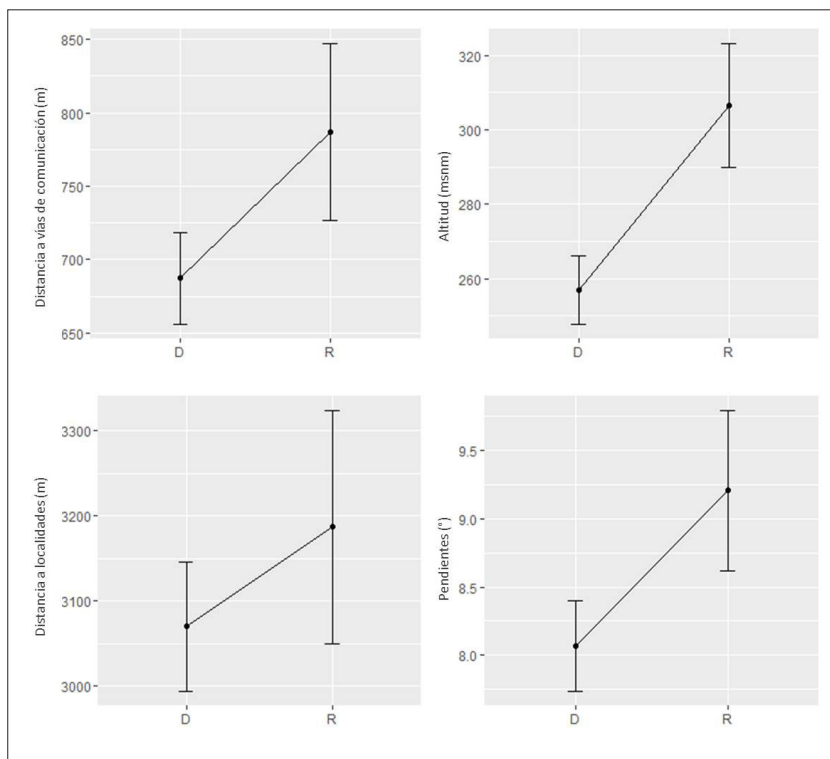 Distancia a vías de comunicación (m)
850
800
750
700
650
D R
Altitud (msnm)
320
300
280
260
D R
Distancia a localidades (m)
3300
3200
3100
3000
D R
Pendientes (°)
9.5
9.0
8.5
8.0
D R